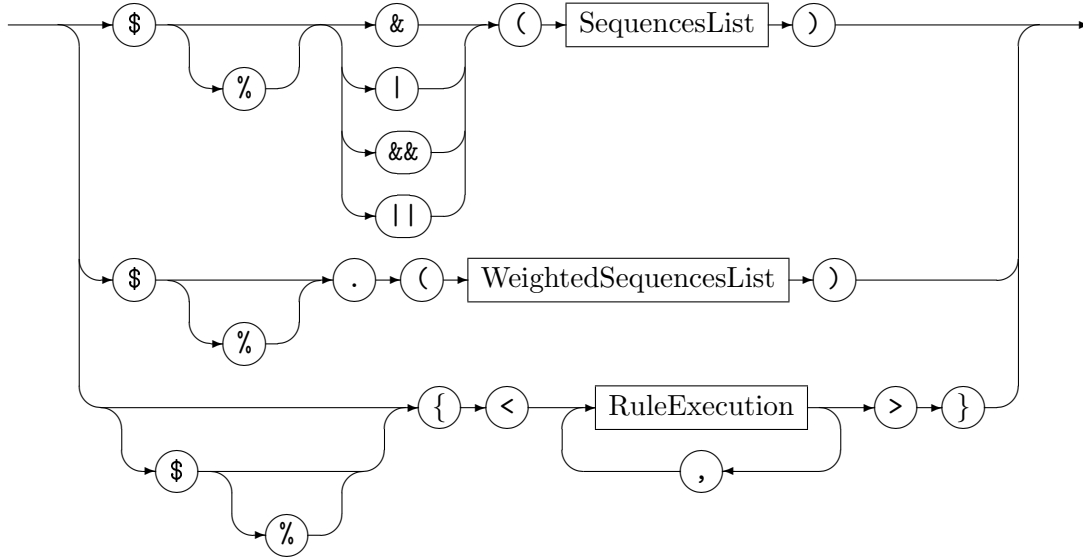 $ & ( SequencesList )
% |
&&
||
$ . ( WeightedSequencesList )
%
{ < RuleExecution > }
$ ,
%